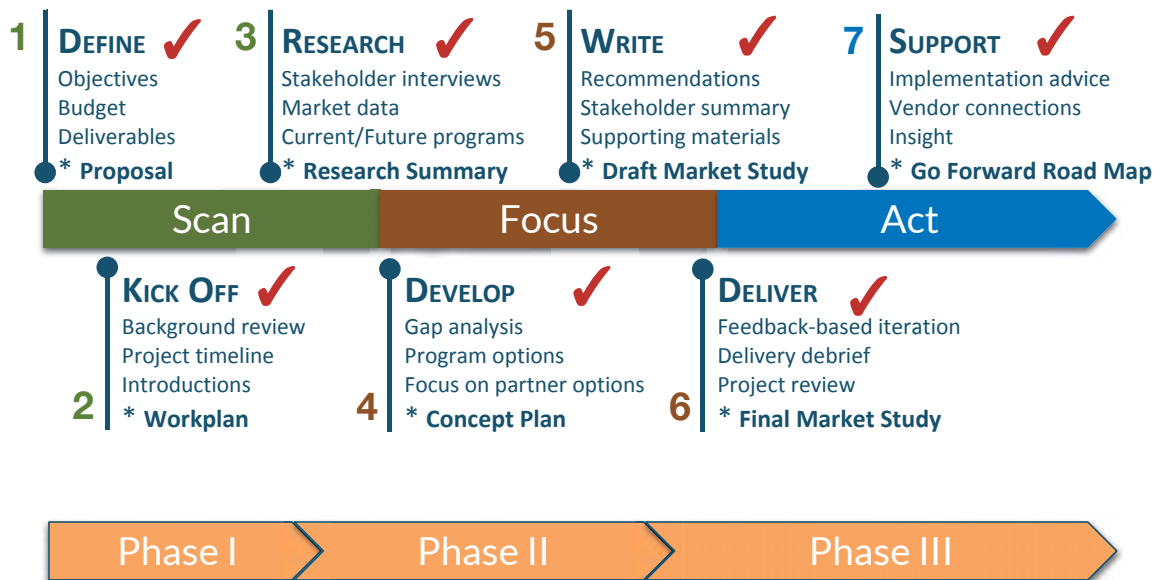 1 DEFINE ✓
Objectives
Budget
Deliverables
* Proposal
3 RESEARCH ✓
Stakeholder interviews
Market data
Current/Future programs
* Research Summary
5 WRITE ✓
Recommendations
Stakeholder summary
Supporting materials
* Draft Market Study
7 SUPPORT ✓
Implementation advice
Vendor connections
Insight
* Go Forward Road Map
Scan
Focus
Act
2 KICK OFF ✓
Background review
Project timeline
Introductions
* Workplan
4 DEVELOP ✓
Gap analysis
Program options
Focus on partner options
* Concept Plan
6 DELIVER ✓
Feedback-based iteration
Delivery debrief
Project review
* Final Market Study
Phase I
Phase II
Phase III